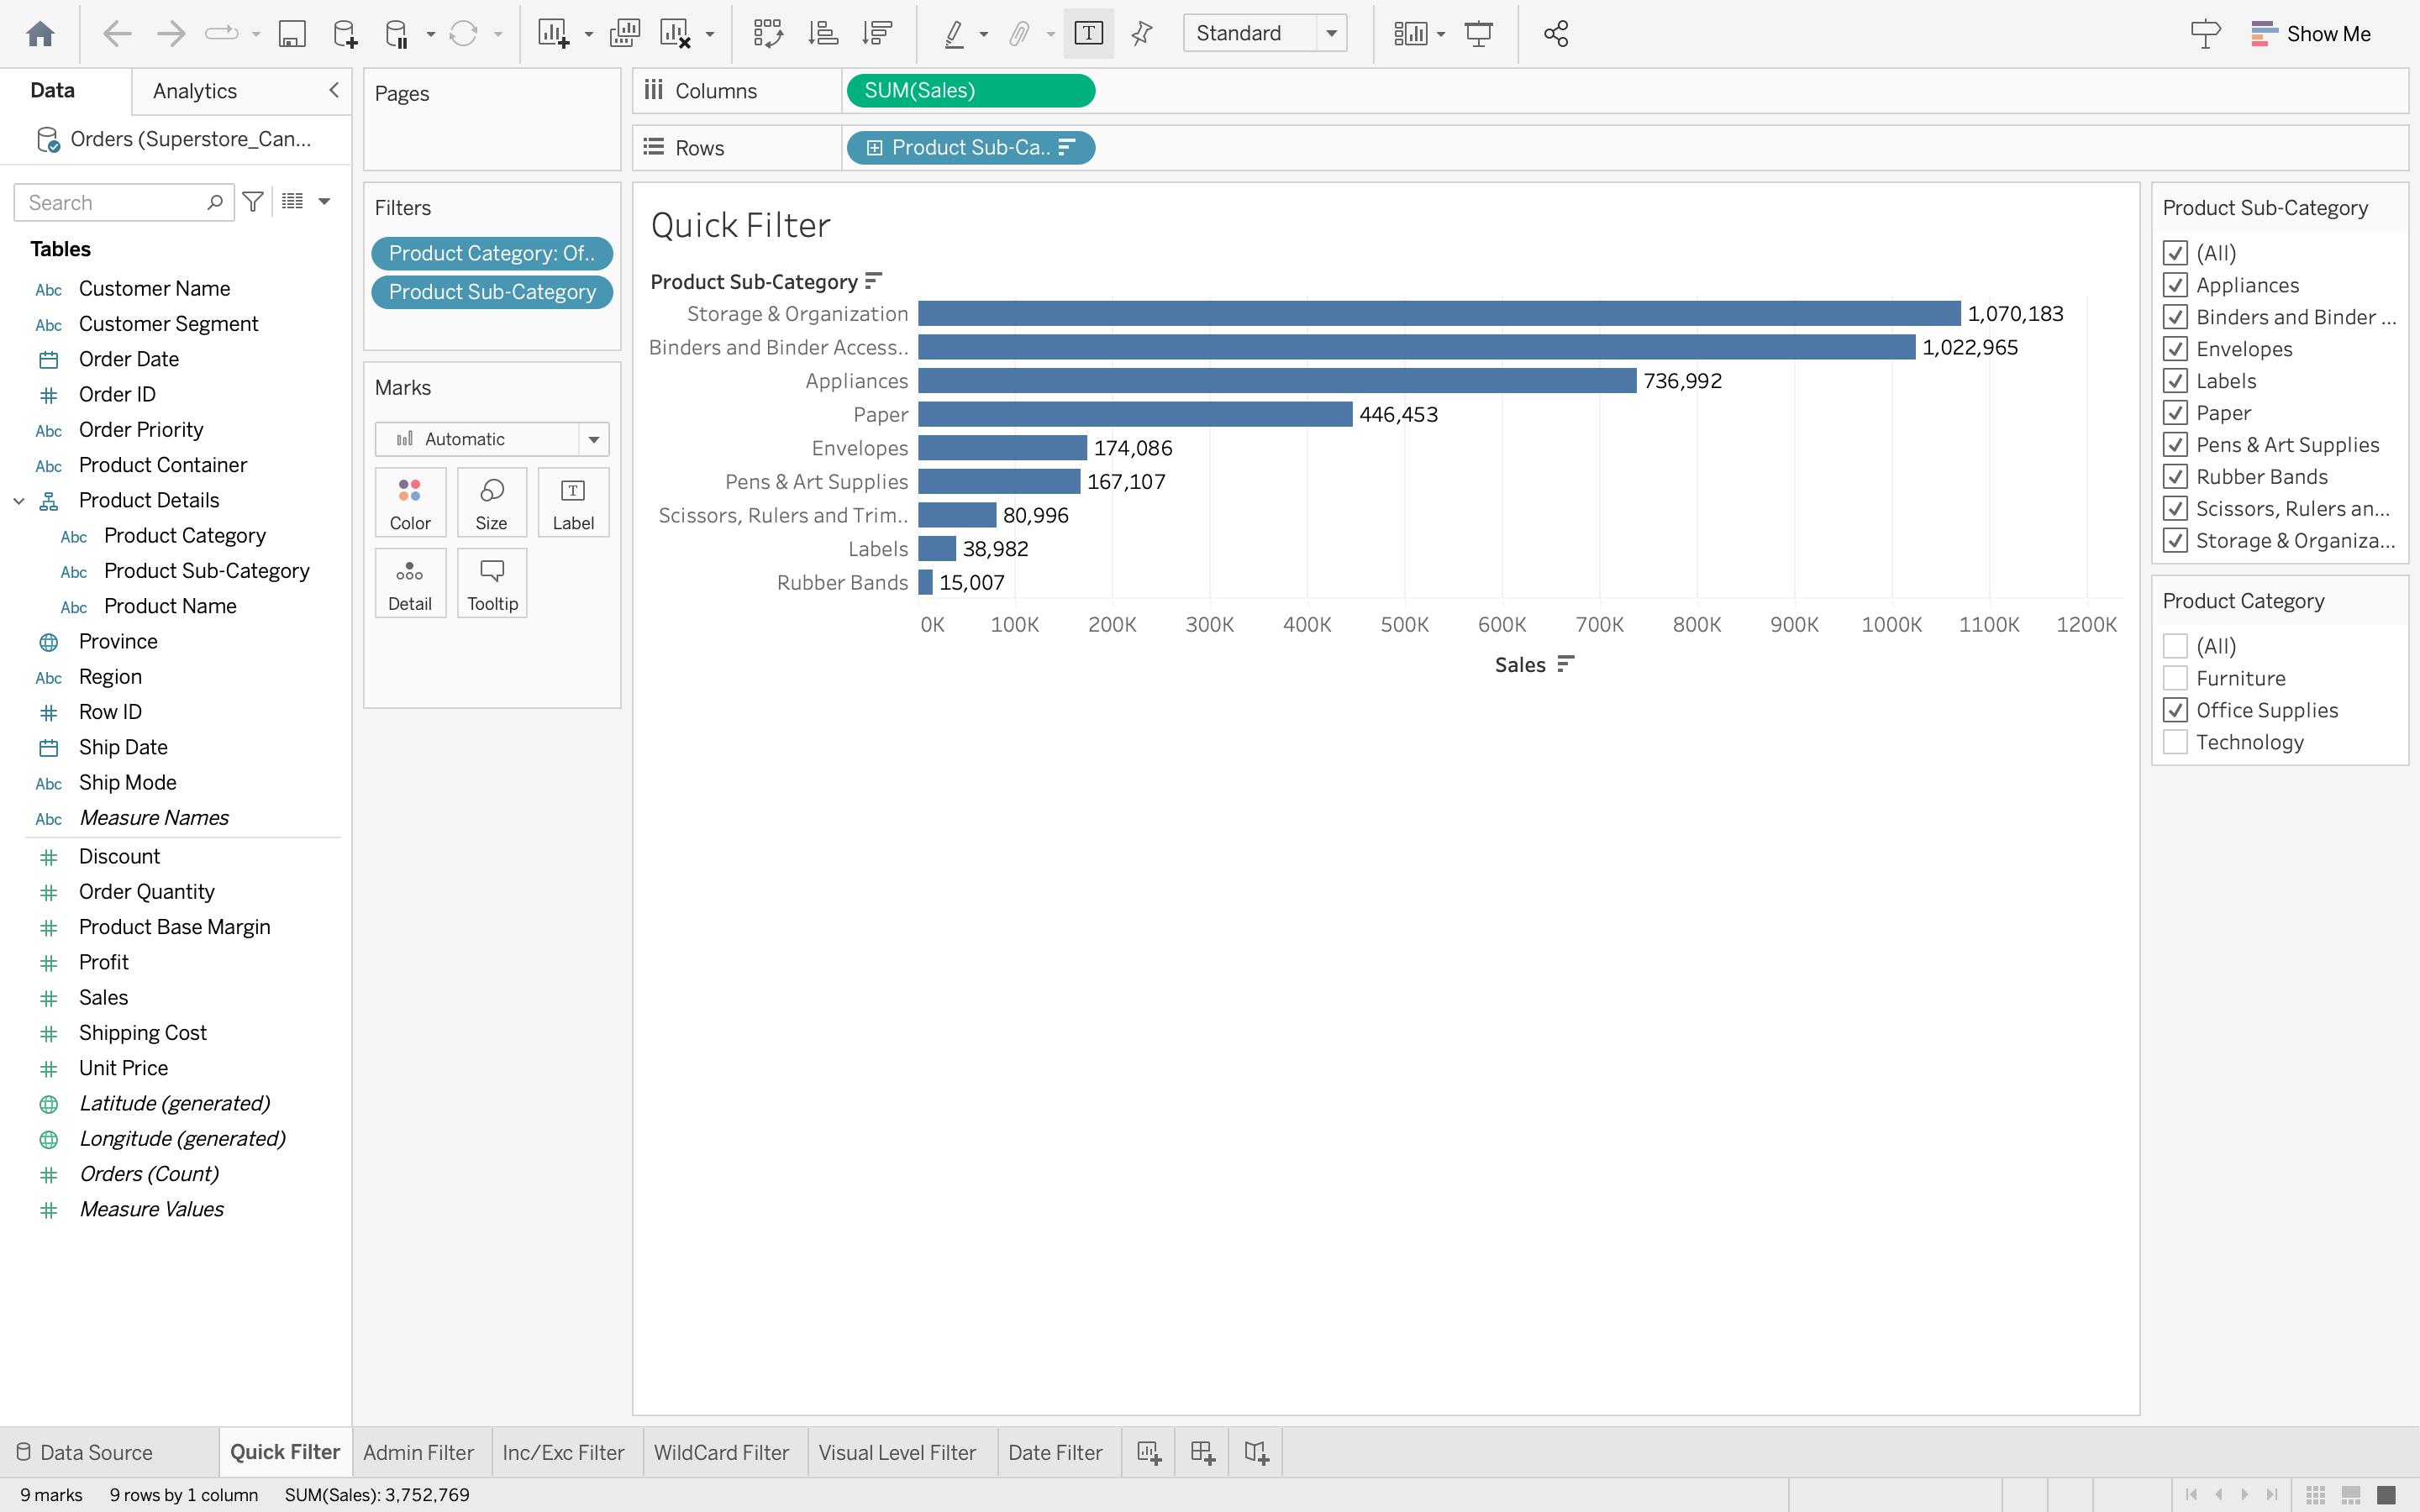 Standard
Show Me
Data
Analytics
Pages
Columns
SUM(Sales)
Orders (Superstore_Can...
Rows
Product Sub-Ca..
Search
Filters
Product Category: Of..
Product Sub-Category
Tables
Abc Customer Name
Abc Customer Segment
Order Date
Order ID
Abc Order Priority
Abc Product Container
Product Details
Abc Product Category
Abc Product Sub-Category
Abc Product Name
Province
Abc Region
Row ID
Ship Date
Abc Ship Mode
Abc Measure Names
Discount
Order Quantity
Product Base Margin
Profit
Sales
Shipping Cost
Unit Price
Latitude (generated)
Longitude (generated)
Orders (Count)
Measure Values
Marks
Automatic
Color
Size
T
Label
Detail
Tooltip
Quick Filter
Product Sub-Category
Storage & Organization 1,070,183
Binders and Binder Access.. 1,022,965
Appliances 736,992
Paper 446,453
Envelopes 174,086
Pens & Art Supplies 167,107
Scissors, Rulers and Trim.. 80,996
Labels 38,982
Rubber Bands 15,007
0K 100K 200K 300K 400K 500K 600K 700K 800K 900K 1000K 1100K 1200K
Sales
Product Sub-Category
(All)
Appliances
Binders and Binder ...
Envelopes
Labels
Paper
Pens & Art Supplies
Rubber Bands
Scissors, Rulers an...
Storage & Organiza...
Product Category
(All)
Furniture
Office Supplies
Technology
Data Source
Quick Filter
Admin Filter
Inc/Exc Filter
WildCard Filter
Visual Level Filter
Date Filter
9 marks
9 rows by 1 column
SUM(Sales): 3,752,769